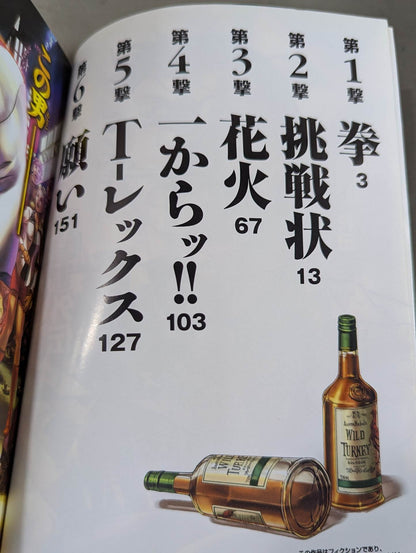 第1撃
拳
3
第2撃
挑戦状
13
第3撃
花火
67
第4撃
一からッ!!
103
第5撃
T-レックス
127
第6撃
願い
151
この男
WILD
TURKEY
WILD
TURKEY
この作品はフィクションであり、